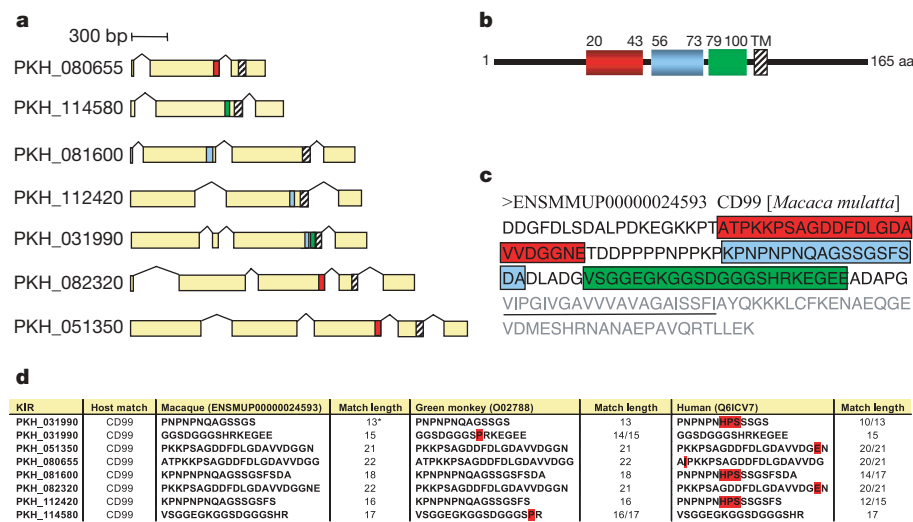 a
300 bp
PKH_080655
PKH_114580
PKH_081600
PKH_112420
PKH_031990
PKH_082320
PKH_051350
b
20 43 56 73 79 100 TM
1 165 aa
c
>ENSMMUP00000024593 CD99 [Macaca mulatta]
DDGFDLSDALPDKEGKKPTATPKKPSAGDDFDLGDA
VVDGGNETDDPPPPNPPKPKPNPNPNQAGSSGSFS
DADLADGVSGGEGKGGSDGGGSHRKEGEEADAPG
VIPGIVGAVVVAVAGAISSFIAYQKKKLCFKENAEQGE
VDMESHRNANAEPAVQRTLLEK
d
KIR Host match Macaque (ENSMUP00000024593) Match length Green monkey (O02788) Match length Human (Q6ICV7) Match length
PKH_031990 CD99 PNPNPNQAGSSGS 13* PNPNPNQAGSSGS 13 PNPNPNHPSSSGS 10/13
PKH_031990 CD99 GGSDGGGSHRKEGEE 15 GGSDGGGSPRKEGEE 14/15 GGSDGGGSHRKEGEE 15
PKH_051350 CD99 PKKPSAGDDFDLGDAVVDGGN 21 PKKPSAGDDFDLGDAVVDGGN 21 PKKPSAGDDFDLGDAVVDGEN 20/21
PKH_080655 CD99 ATPKKPSAGDDFDLGDAVVDGG 22 ATPKKPSAGDDFDLGDAVVDGG 22 AIPKKPSAGDDFDLGDAVVDG 20/21
PKH_081600 CD99 KPNPNPNQAGSSGSFSDA 18 KPNPNPNQAGSSGSFSDA 18 PNPNPNHPSSSGSFSDA 14/17
PKH_082320 CD99 PKKPSAGDDFDLGDAVVDGGNE 22 PKKPSAGDDFDLGDAVVDGGN 21 PKKPSAGDDFDLGDAVVDGEN 20/21
PKH_112420 CD99 KPNPNPNQAGSSGSFS 16 KPNPNPNQAGSSGSFS 16 PNPNPNHPSSSGSFS 12/15
PKH_114580 CD99 VSGGEGKGGSDGGGSHR 17 VSGGEGKGGSDGGGSPR 16/17 VSGGEGKGGSDGGGSHR 17